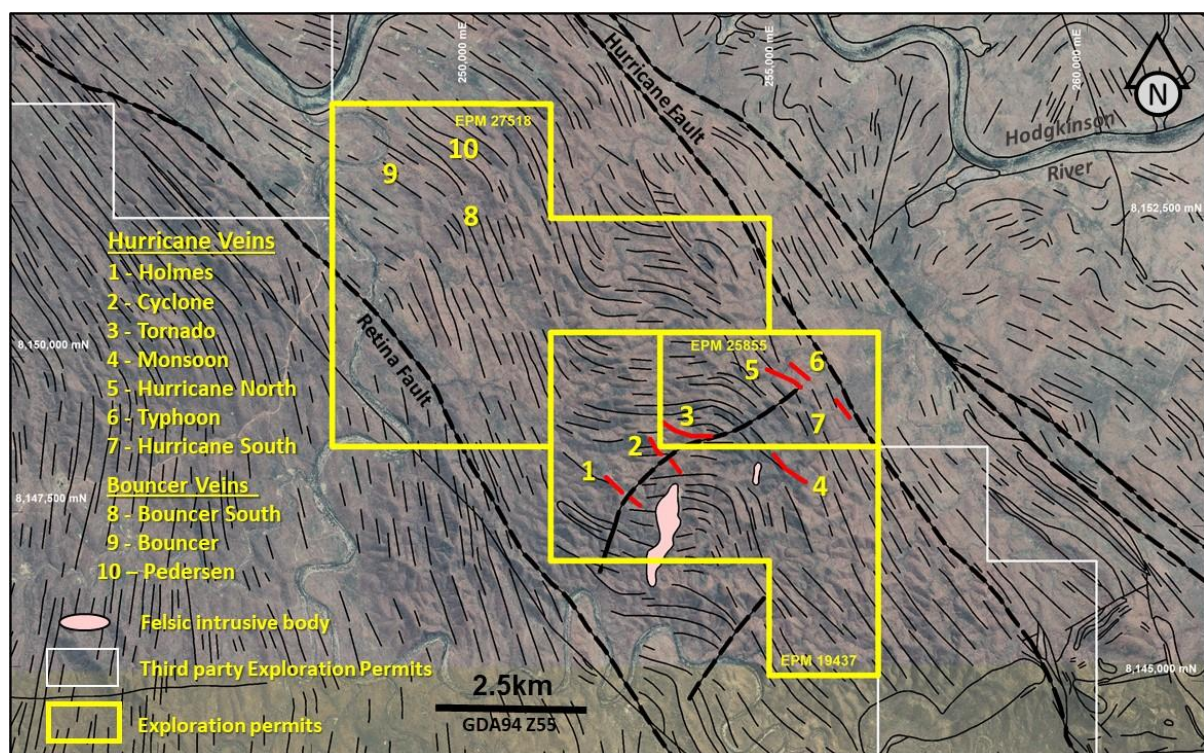 250,000 mE
255,000 mE
260,000 mE
Hurricane Fault
N
EPM 27518
Hodgkinson
River
10
9
8
8,152,500 mN
Hurricane Veins
1 - Holmes
2 - Cyclone
3 - Tornado
4 - Monsoon
5 - Hurricane North
6 - Typhoon
7 - Hurricane South
Retina Fault
8,150,000 mN
EPM 25855
5
6
3
7
2
1
4
8,147,500 mN
Bouncer Veins
8 - Bouncer South
9 - Bouncer
10 – Pedersen
Felsic intrusive body
Third party Exploration Permits
Exploration permits
2.5km
GDA94 Z55
EPM 19437
8,145,000 mN